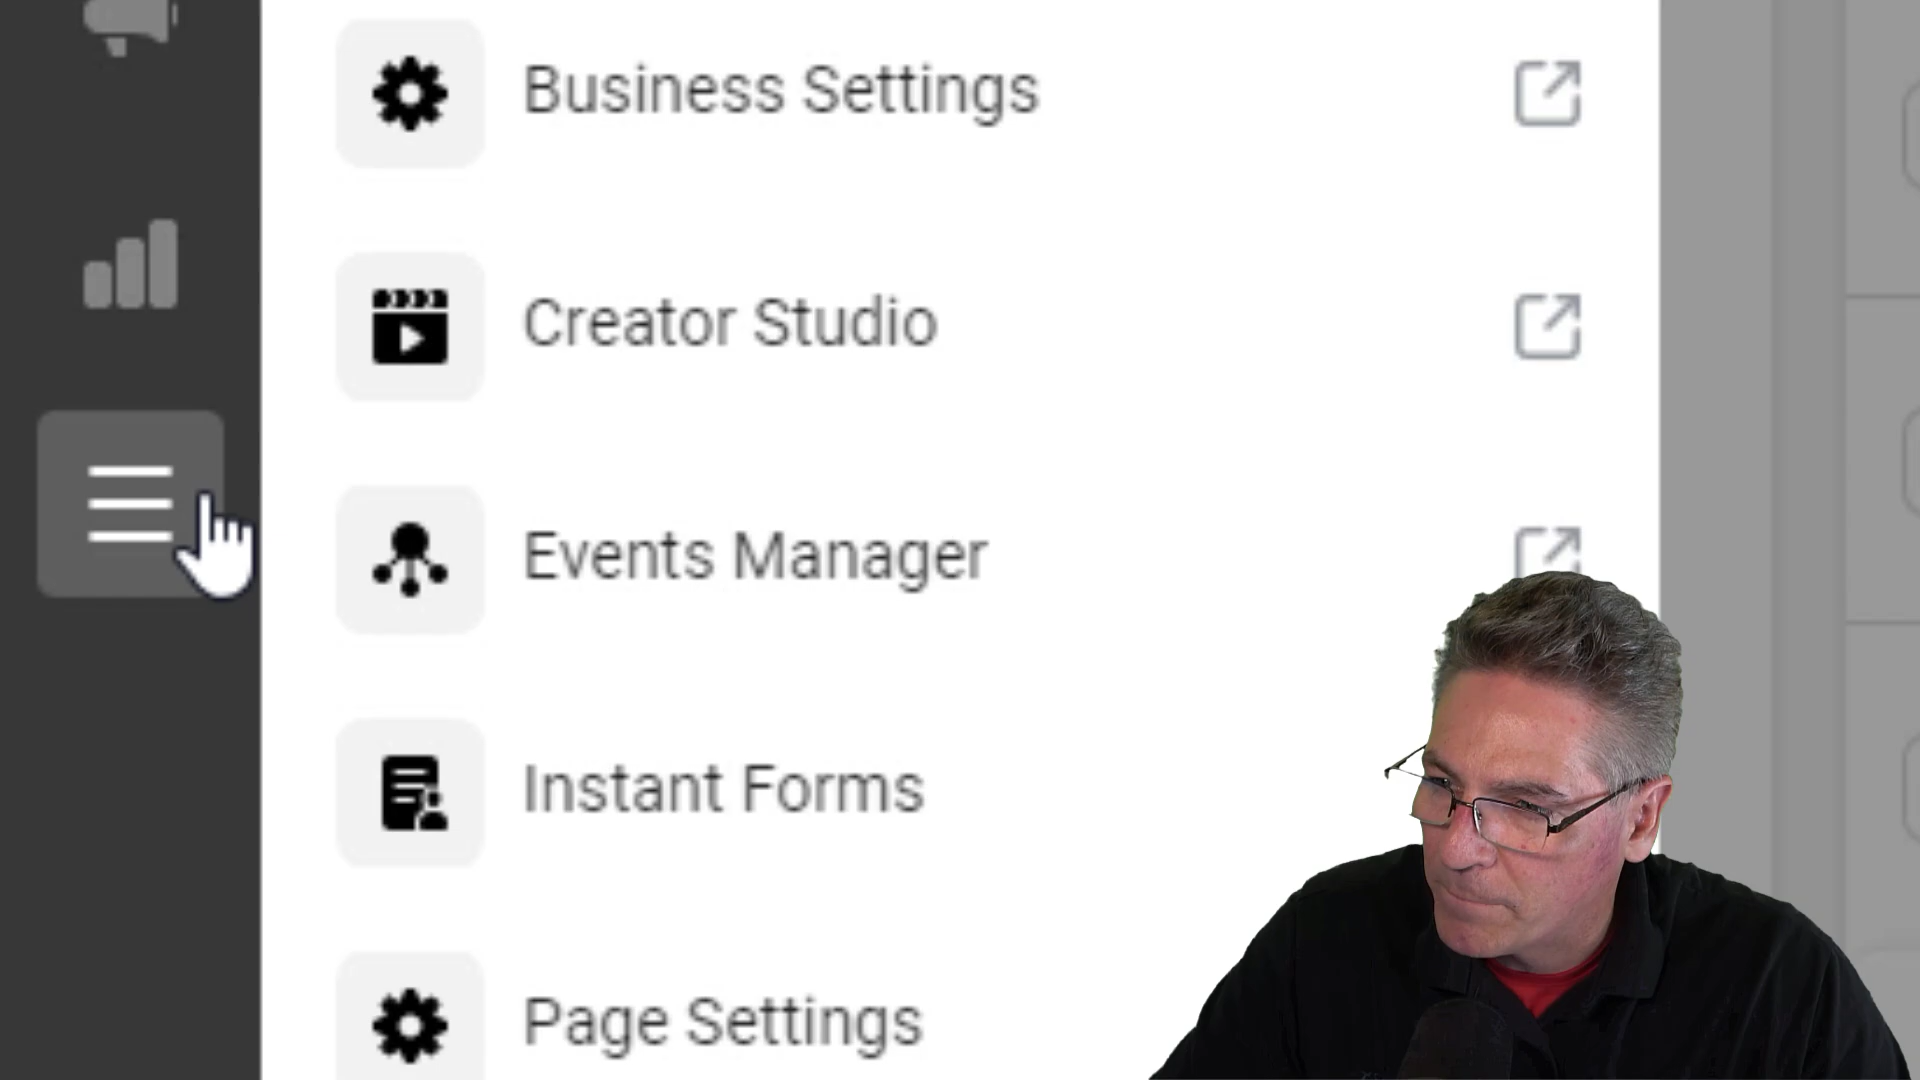 Business Settings
Creator Studio
Events Manager
Instant Forms
Page Settings